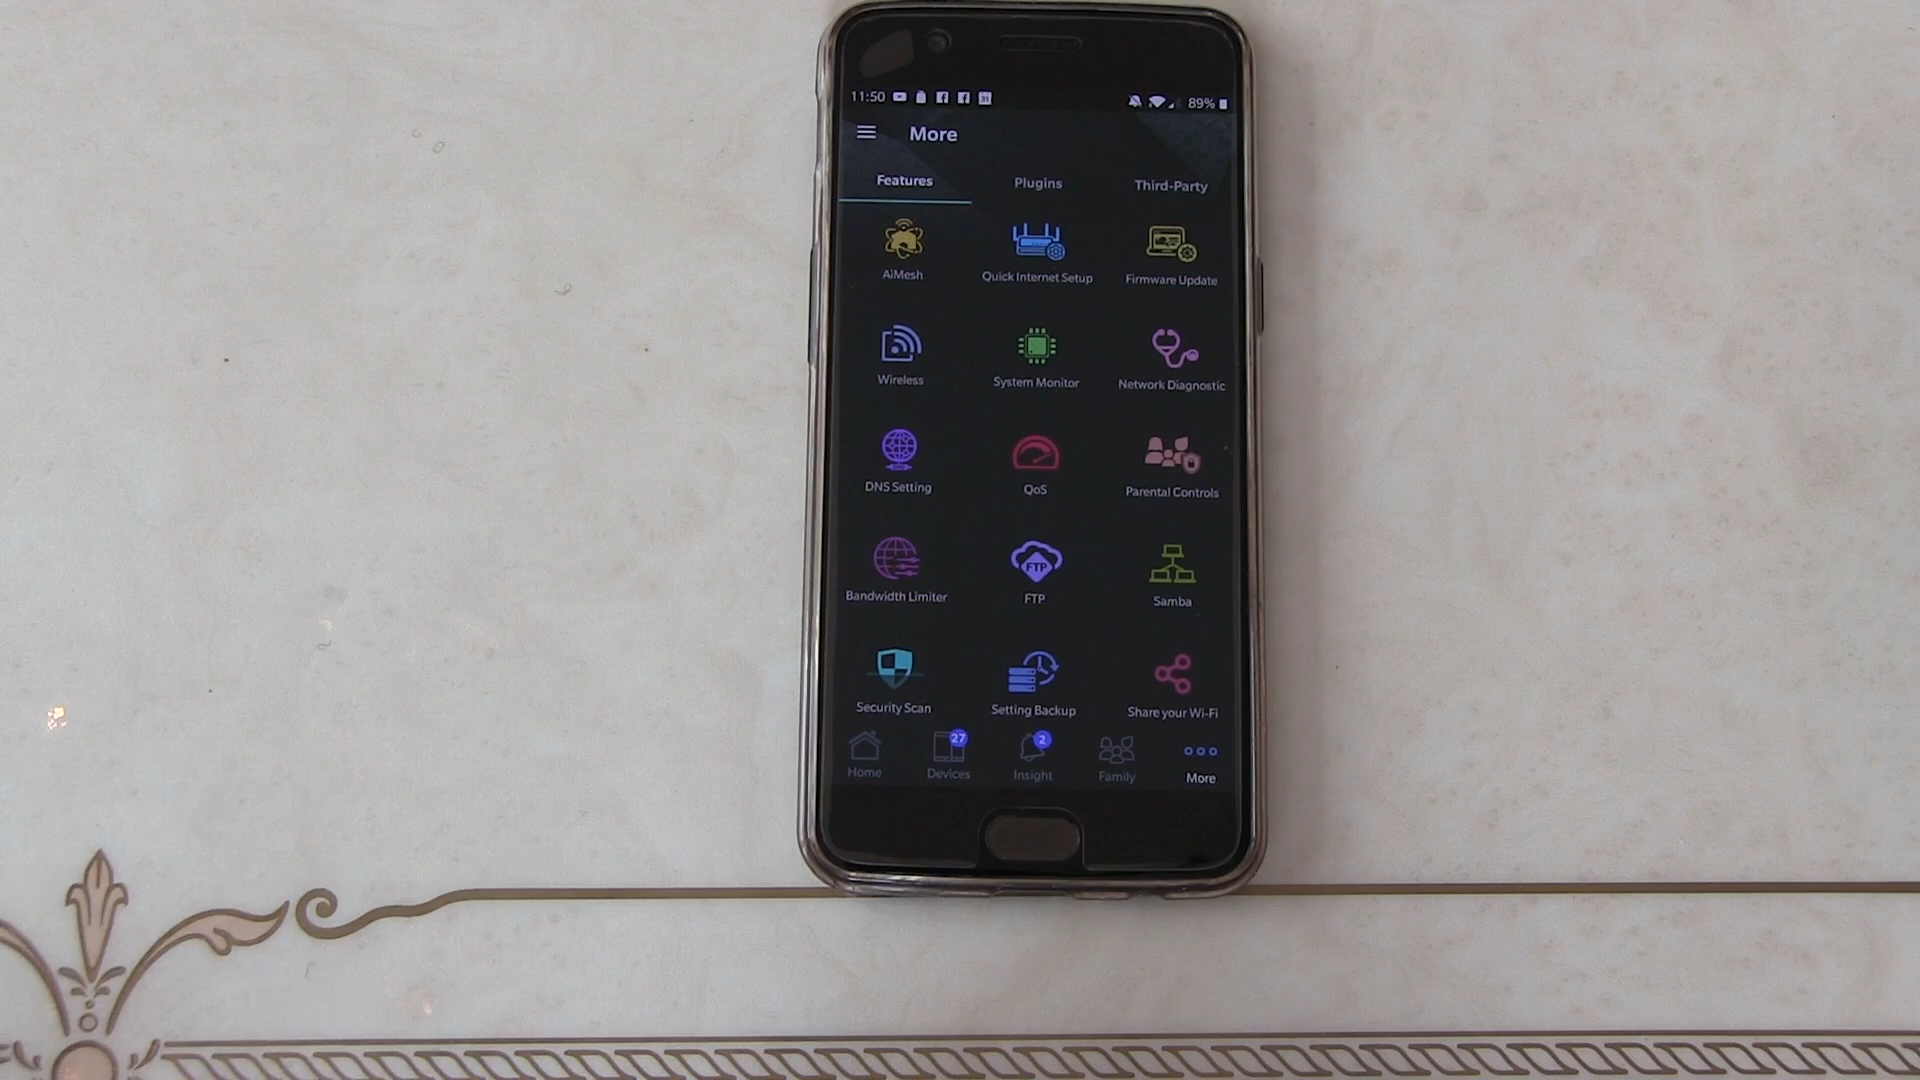 11:50 31 89%
More
Features Plugins Third-Party
AiMesh Quick Internet Setup Firmware Update
Wireless System Monitor Network Diagnostic
DNS Setting QoS Parental Controls
FTP
Bandwidth Limiter FTP Samba
Security Scan Setting Backup Share your Wi-Fi
27 2
Home Devices Insight Family More